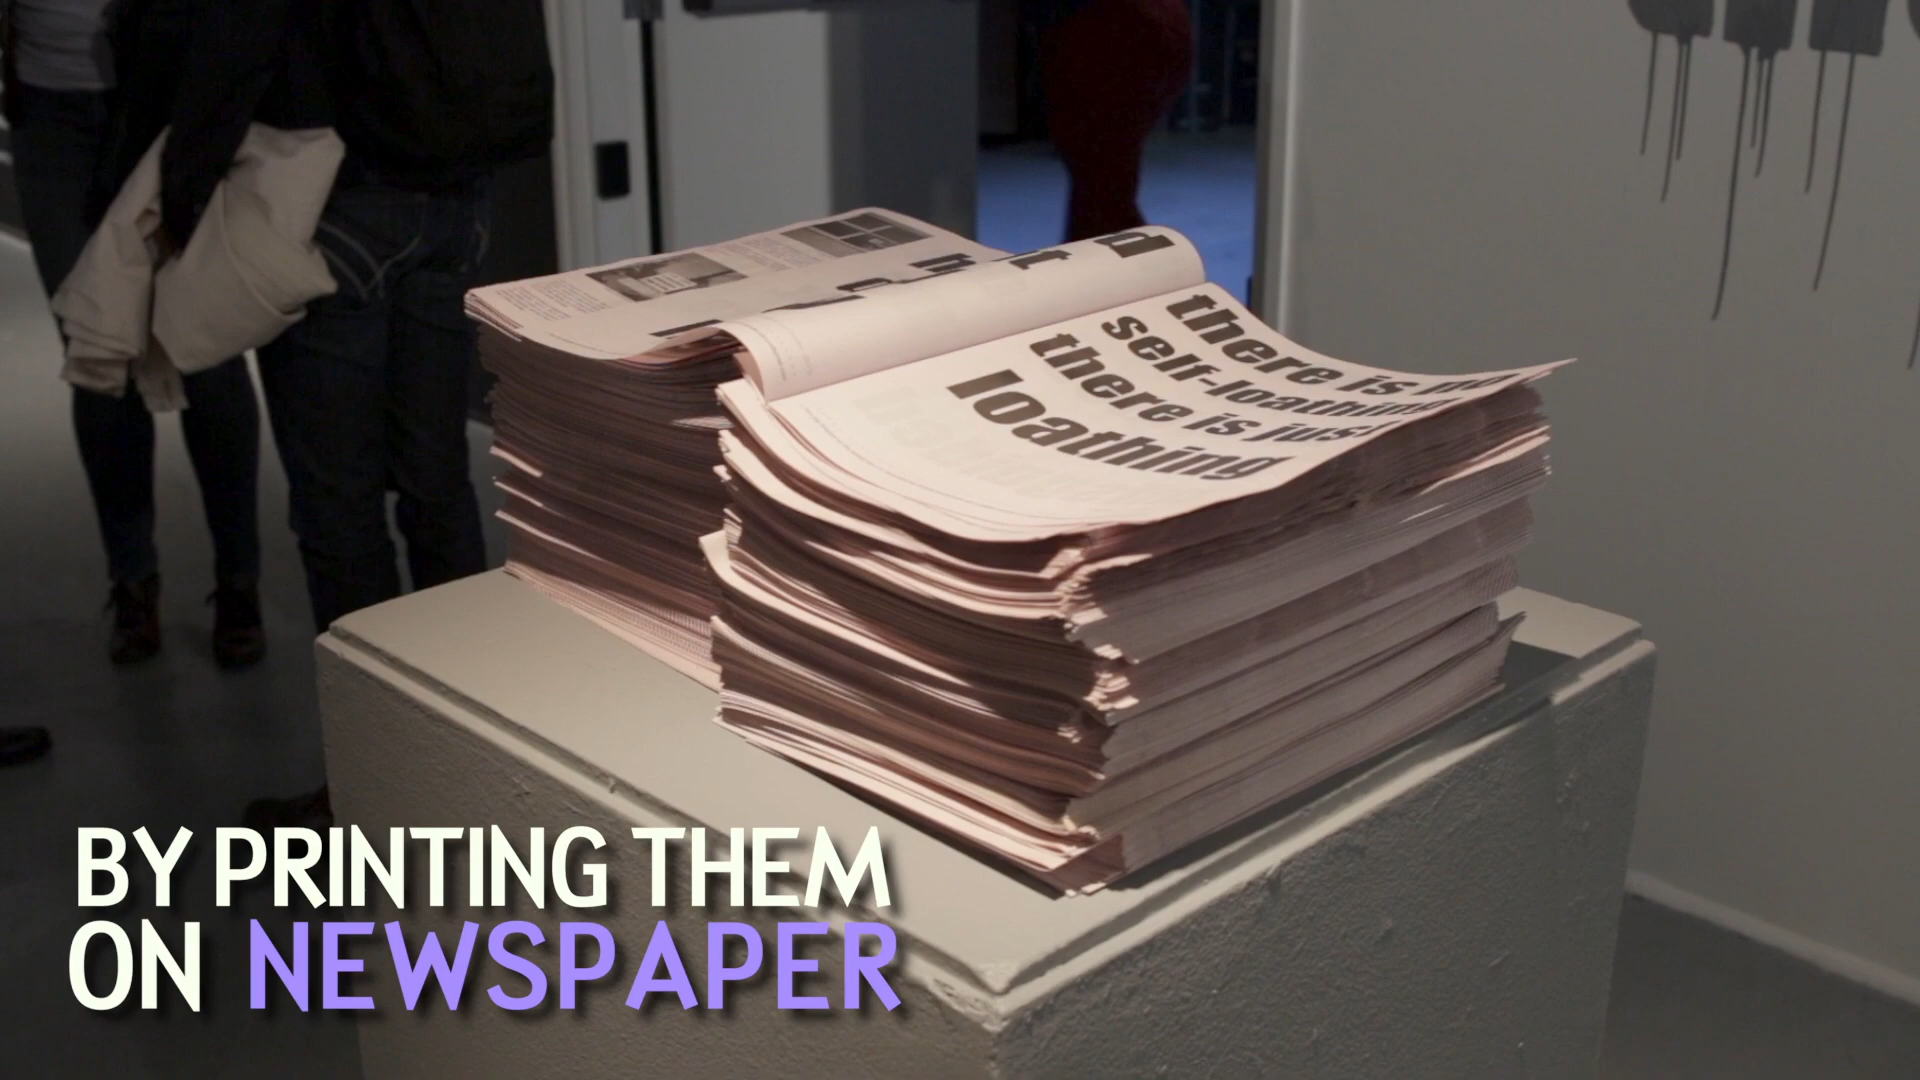 there is no
self-loathing
there is just
loathing
BY PRINTING THEM
ON NEWSPAPER